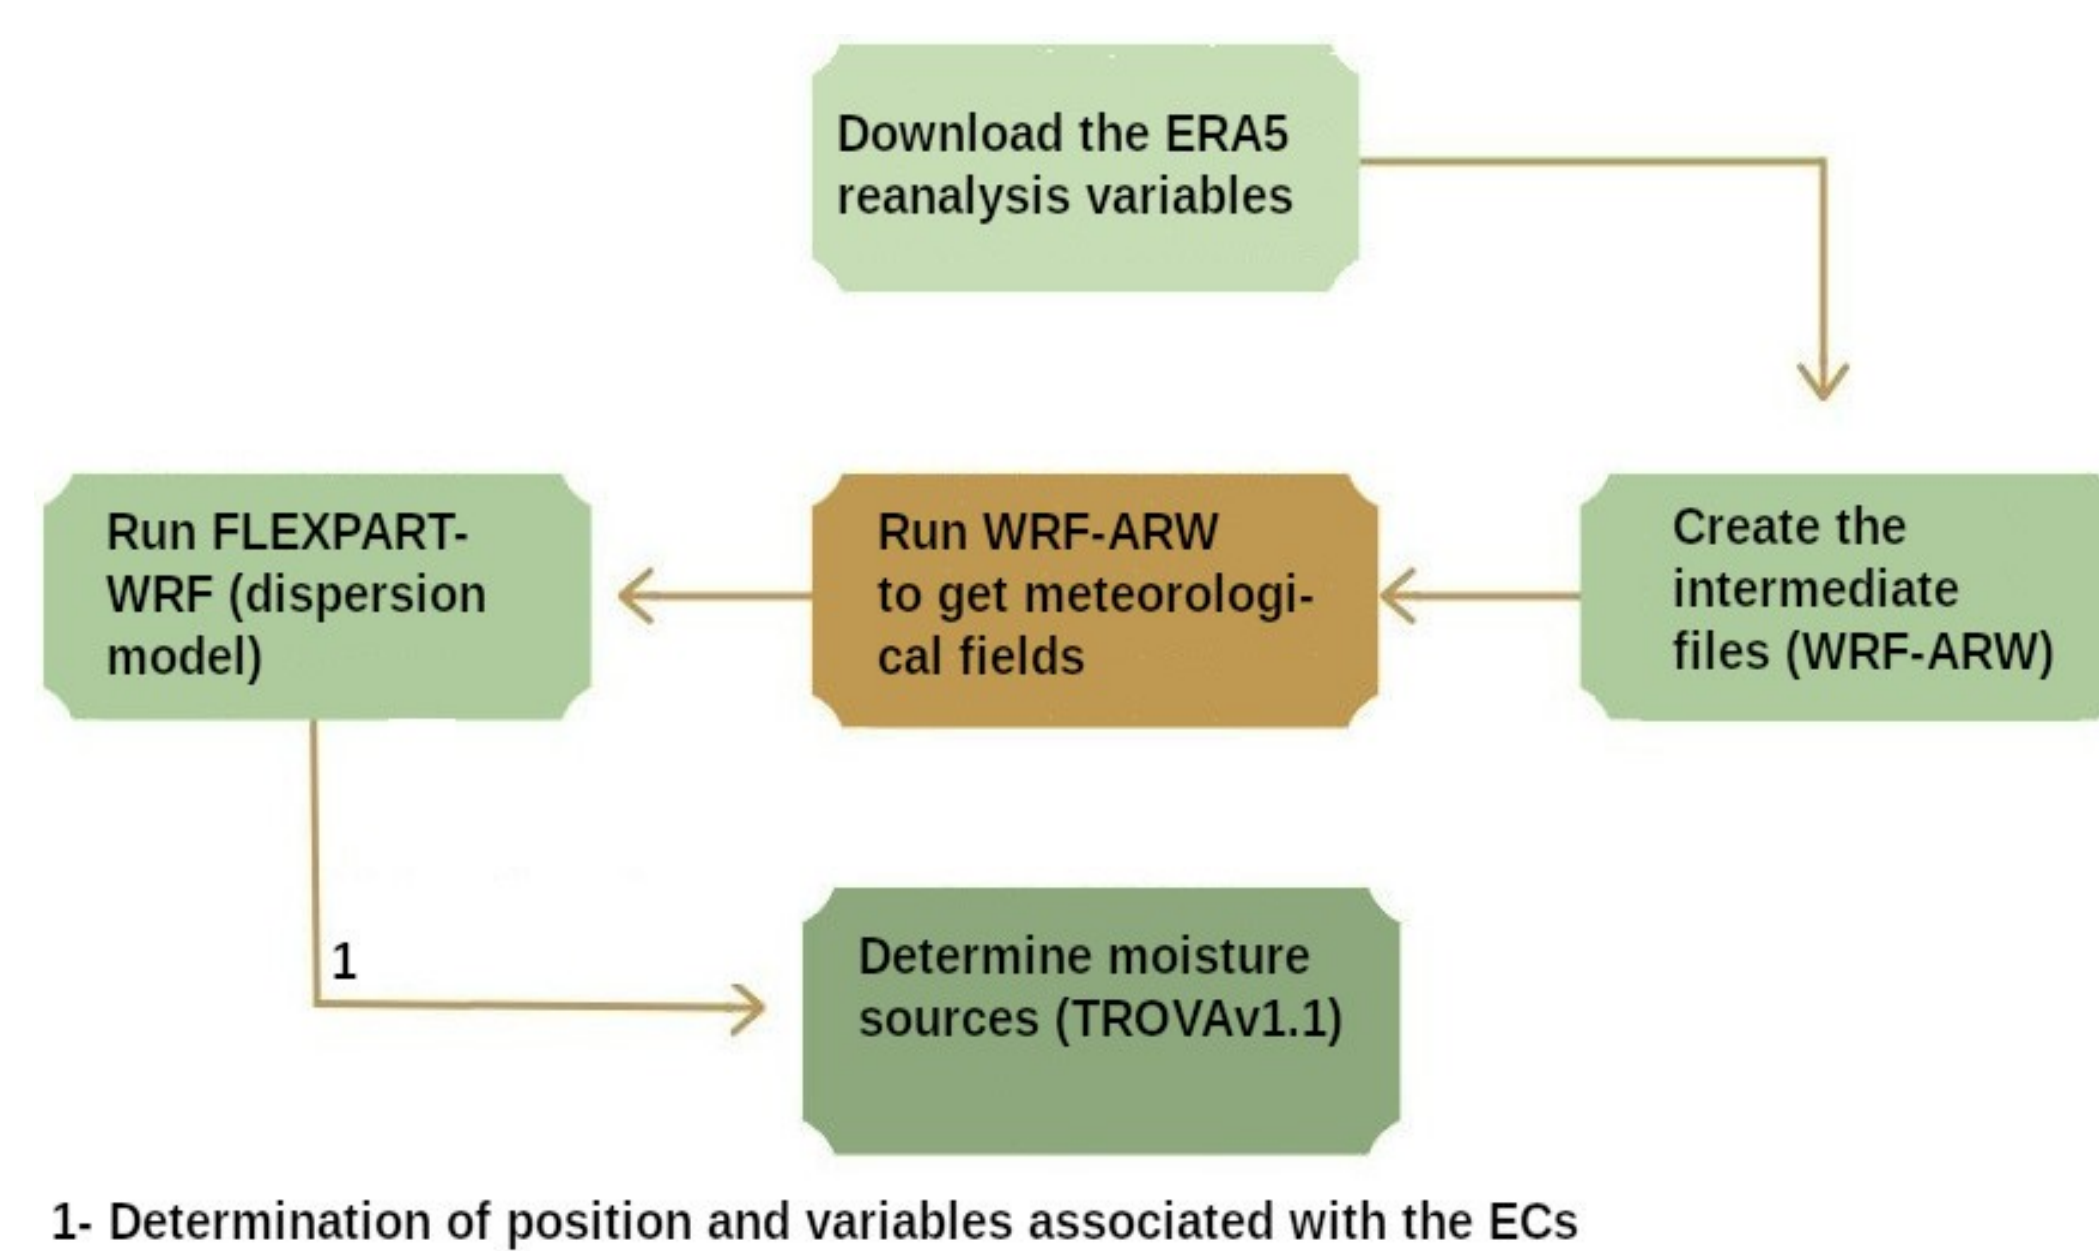 Download the ERA5
reanalysis variables
Create the
intermediate
files (WRF-ARW)
Run WRF-ARW
to get meteorologi-
cal fields
Run FLEXPART-
WRF (dispersion
model)
1
Determine moisture
sources (TROVAv1.1)
1- Determination of position and variables associated with the ECs